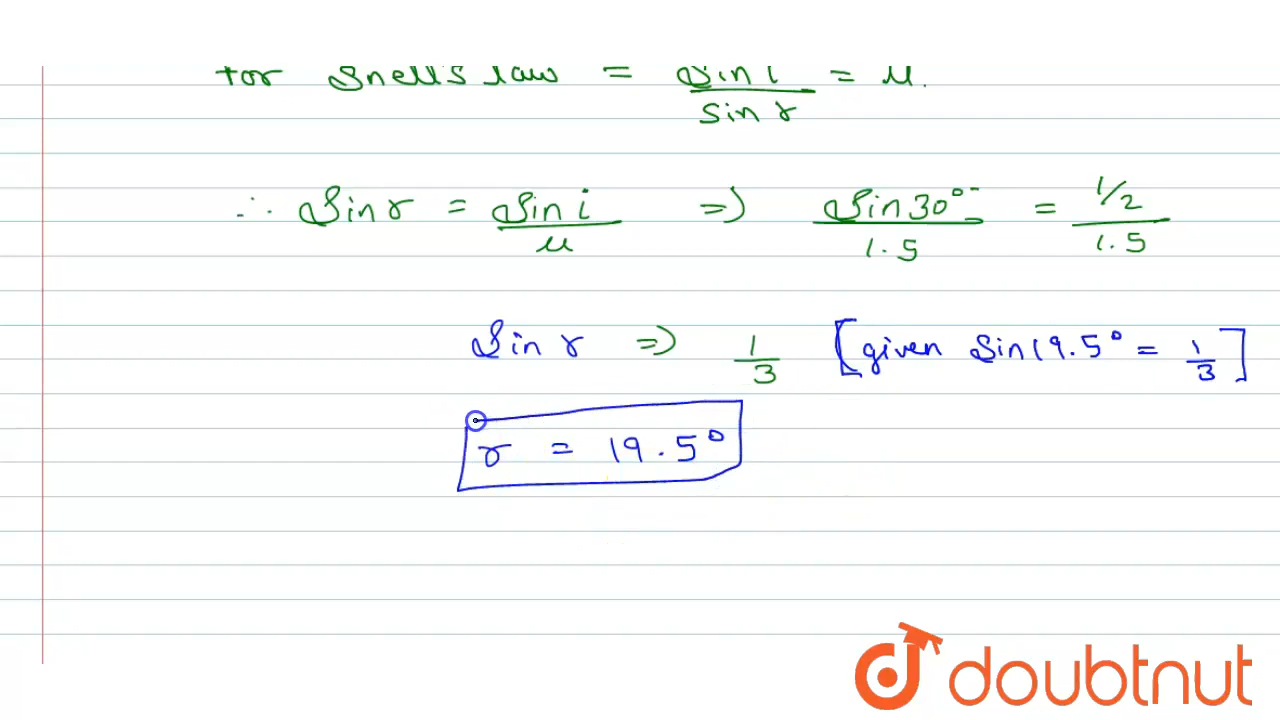 for Snell's law = sin i / sin r = μ.
∴ Sin r = Sin i / μ => Sin 30° / 1.5 = 1/2 / 1.5
Sin r => 1/3 [given Sin 19.5° = 1/3]
r = 19.5°
doubtnut